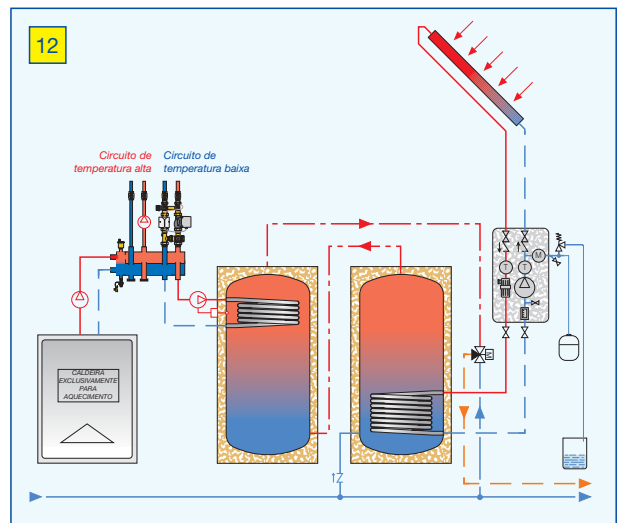 12
Circuito de
temperatura alta
Circuito de
temperatura baixa
M
T
T
CALDEIRA
EXCLUSIVAMENTE
PARA
AQUECIMENTO